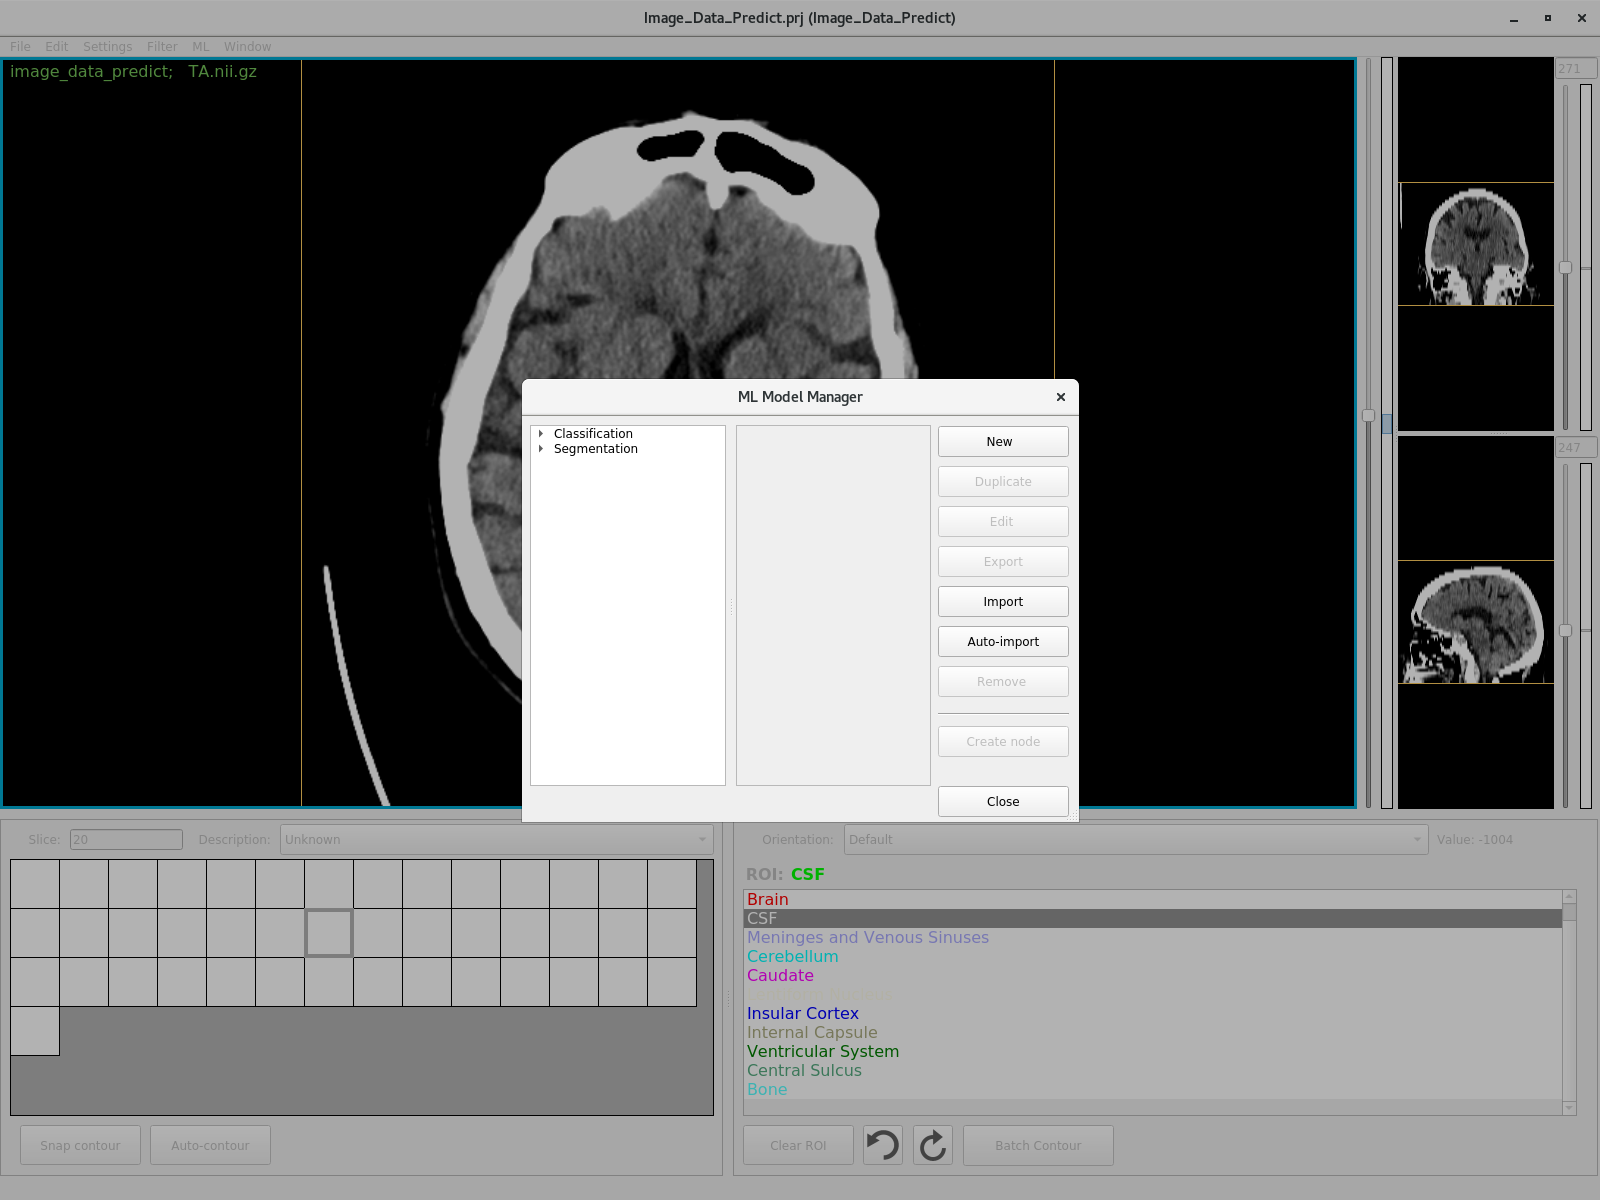 Image_Data_Predict.prj (Image_Data_Predict)
File Edit Settings Filter ML Window
image_data_predict; TA.nii.gz
271
247
ML Model Manager
Classification
Segmentation
New
Duplicate
Edit
Export
Import
Auto-import
Remove
Create node
Close
Slice: 20 Description: Unknown
Snap contour Auto-contour
Orientation: Default Value: -1004
ROI: CSF
Brain
CSF
Meninges and Venous Sinuses
Cerebellum
Caudate
Insular Cortex
Internal Capsule
Ventricular System
Central Sulcus
Bone
Clear ROI Batch Contour